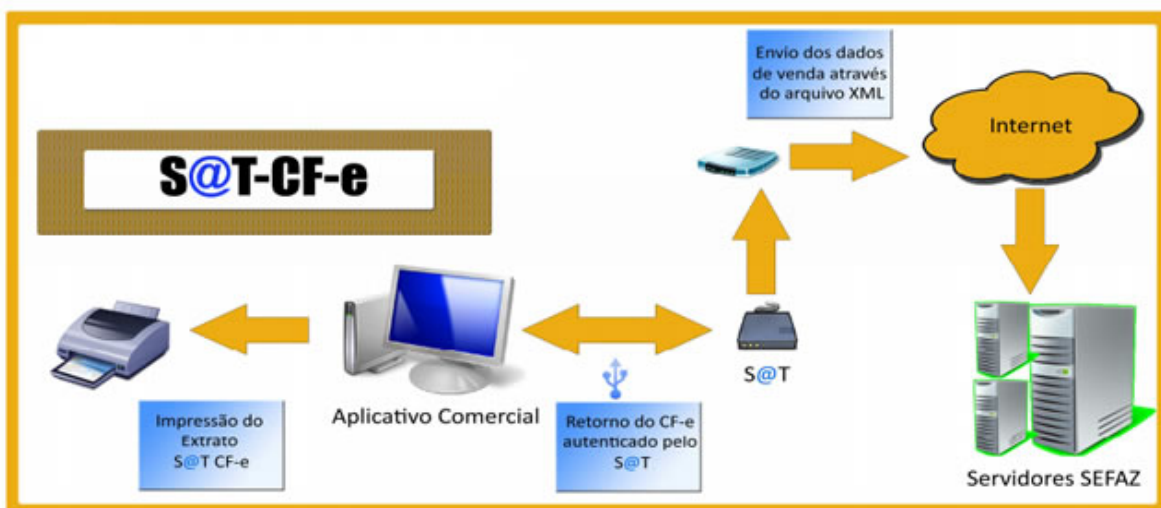 S@T-CF-e
Envio dos dados
de venda através
do arquivo XML
Internet
S@T
Aplicativo Comercial
Impressão do
Extrato
S@T CF-e
Retorno do CF-e
autenticado pelo
S@T
Servidores SEFAZ